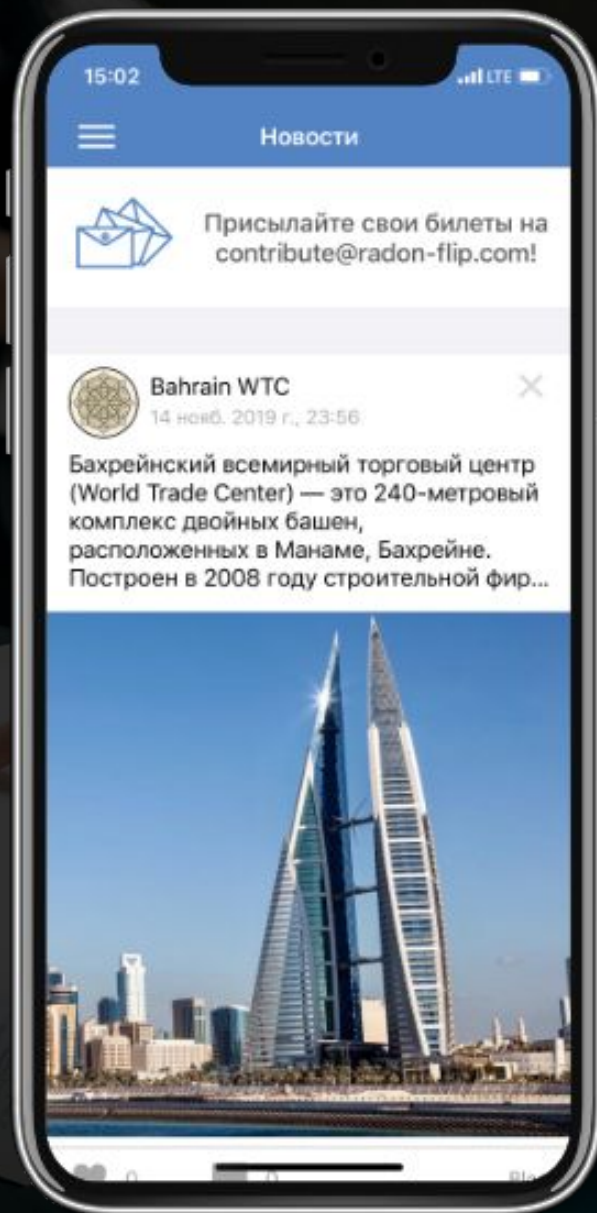 15:02
LTE
Новости
Присылайте свои билеты на
contribute@radon-flip.com!
Bahrain WTC
14 нояб. 2019 г., 23:56
Бахрейнский всемирный торговый центр
(World Trade Center) — это 240-метровый
комплекс двойных башен,
расположенных в Манаме, Бахрейне.
Построен в 2008 году строительной фир...
0
0